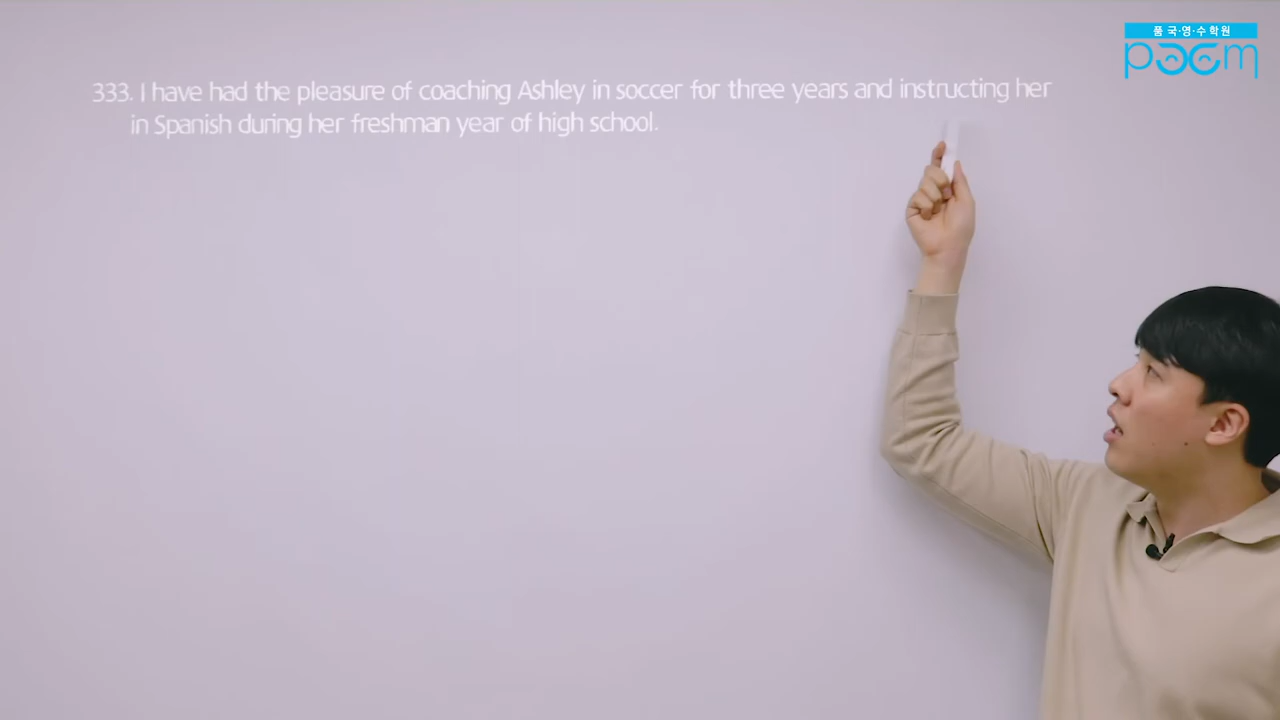 품 국·영·수 학원
poem
333. I have had the pleasure of coaching Ashley in soccer for three years and instructing her
in Spanish during her freshman year of high school.